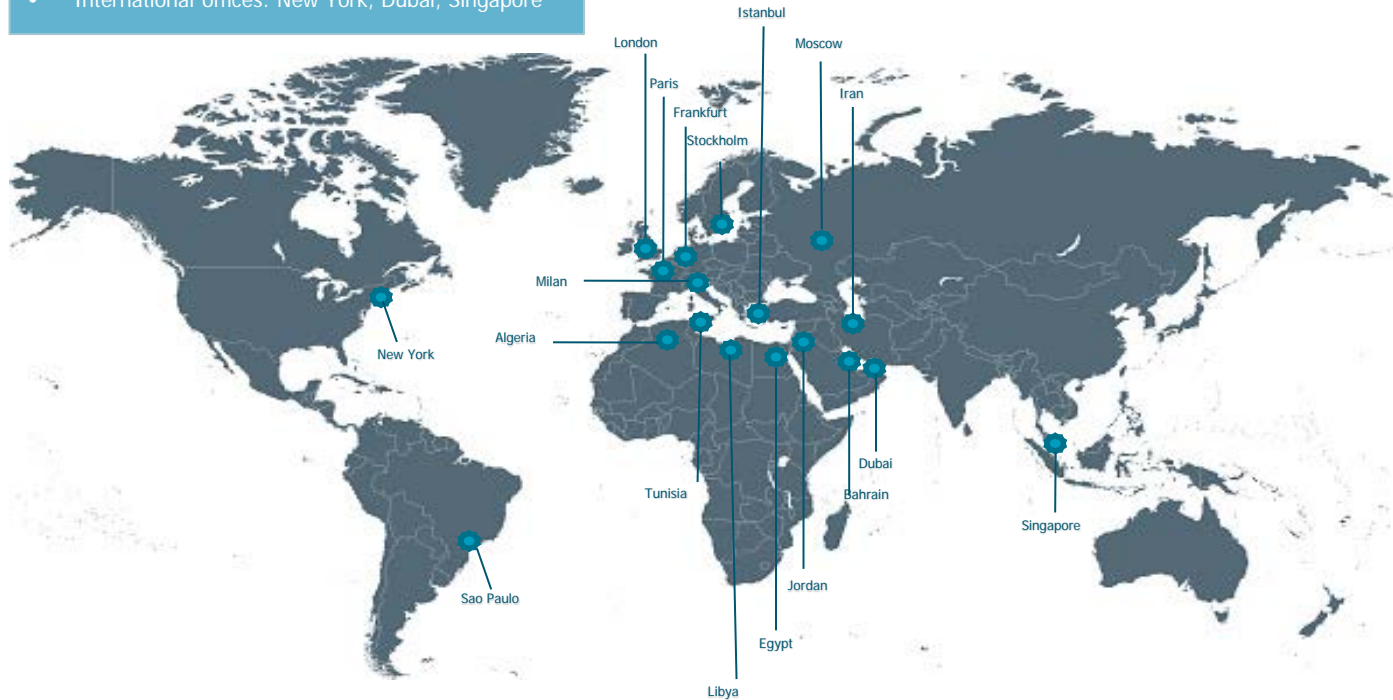 • International offices: New York, Dubai, Singapore
Istanbul
London
Moscow
Paris
Iran
Frankfurt
Stockholm
Milan
Algeria
New York
Dubai
Tunisia
Bahrain
Singapore
Jordan
Sao Paulo
Egypt
Libya